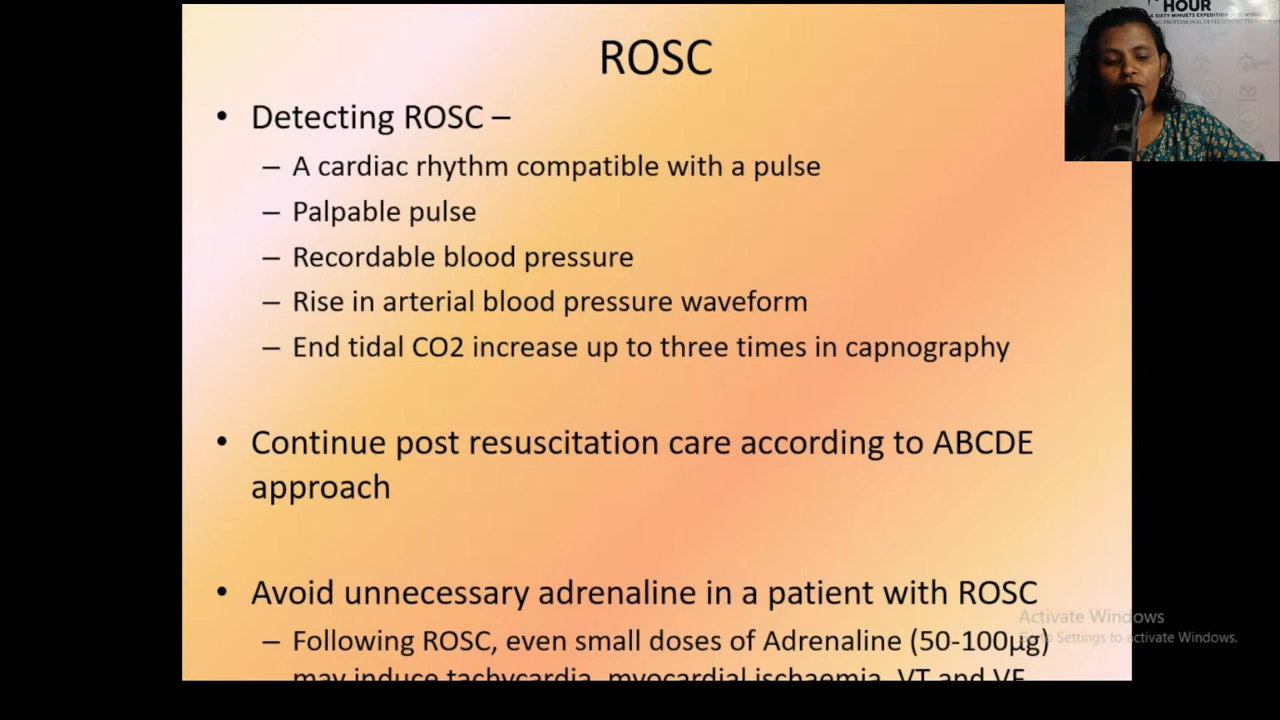 ROSC
• Detecting ROSC –
– A cardiac rhythm compatible with a pulse
– Palpable pulse
– Recordable blood pressure
– Rise in arterial blood pressure waveform
– End tidal CO2 increase up to three times in capnography
• Continue post resuscitation care according to ABCDE
approach
• Avoid unnecessary adrenaline in a patient with ROSC
– Following ROSC, even small doses of Adrenaline (50-100µg)
may induce tachycardia, myocardial ischaemia, VT and VF
HOUR
Activate Windows
Go to Settings to activate Windows.